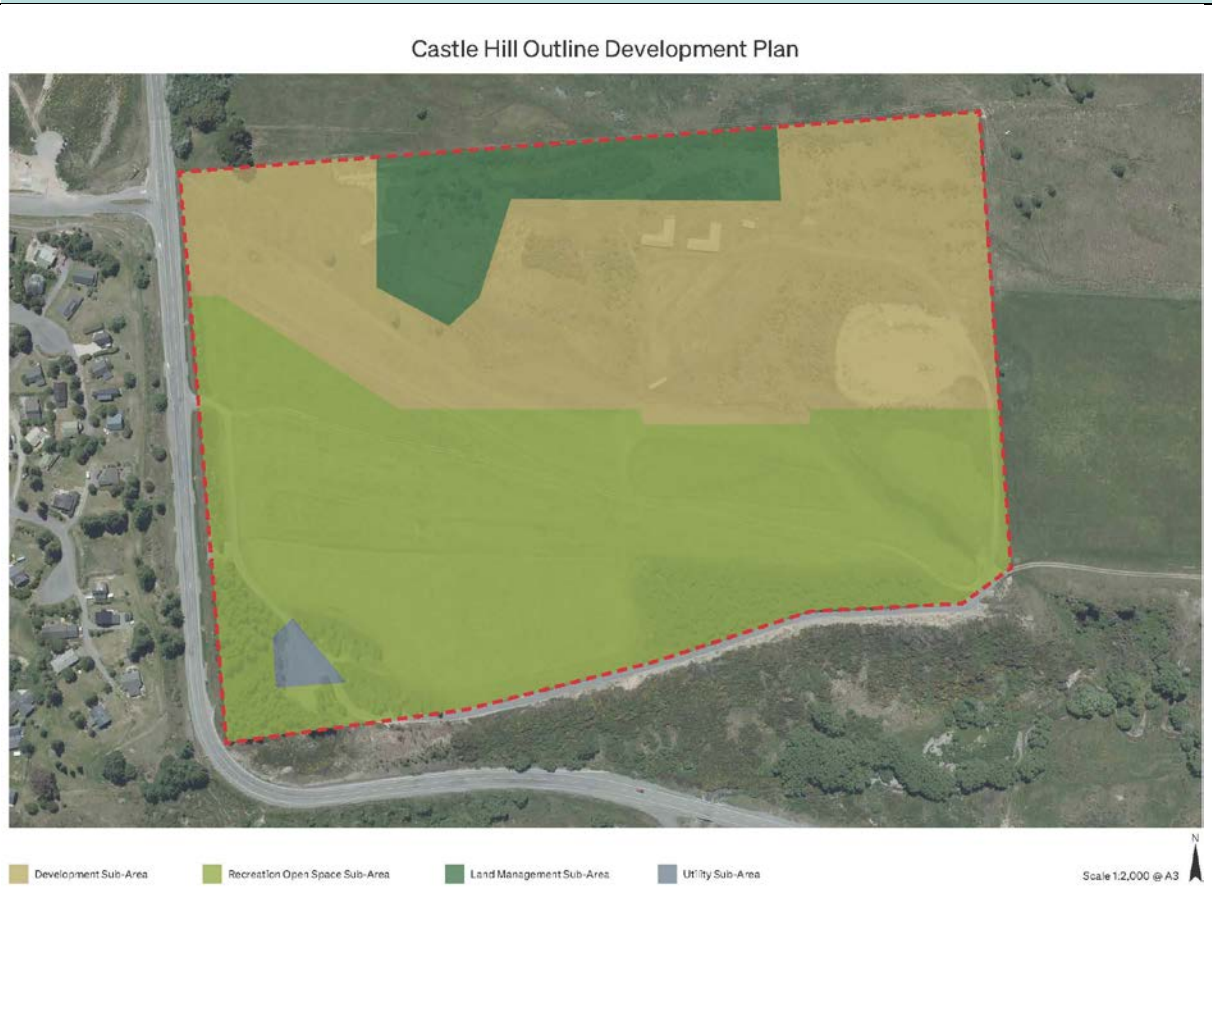 Castle Hill Outline Development Plan
N
Development Sub-Area
Recreation Open Space Sub-Area
Land Management Sub-Area
Utility Sub-Area
Scale 1:2,000 @ A3